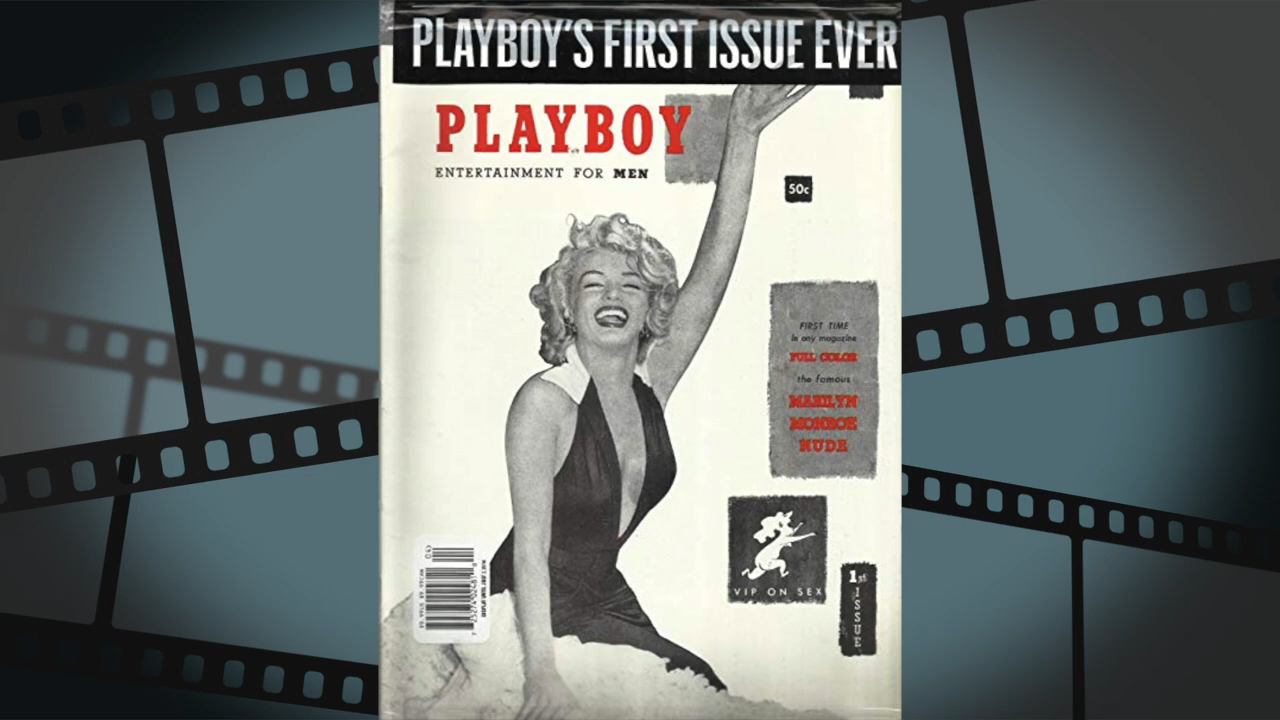 PLAYBOY'S FIRST ISSUE EVER
PLAYBOY
ENTERTAINMENT FOR MEN
50c
FIRST TIME
in any magazine
FULL COLOR
the famous
MARILYN
MONROE
NUDE
VIP ON SEX
1st
ISSUE